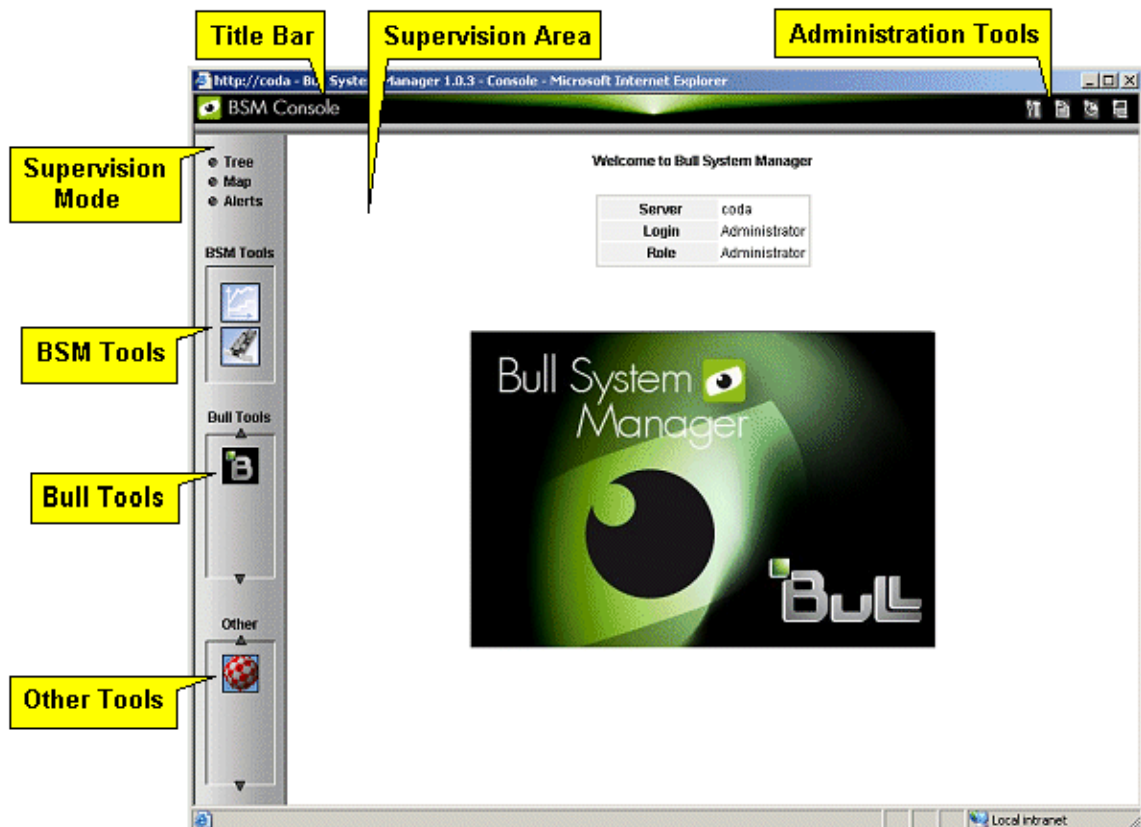 Title Bar
Supervision Area
Administration Tools
http://coda - Bull System Manager 1.0.3 - Console - Microsoft Internet Explorer
BSM Console
Supervision
Mode
Tree
Map
Alerts
Welcome to Bull System Manager
Server coda
Login Administrator
Role Administrator
BSM Tools
BSM Tools
Bull System
Manager
Bull Tools
B
Bull Tools
Bull
Other
Other Tools
Local intranet